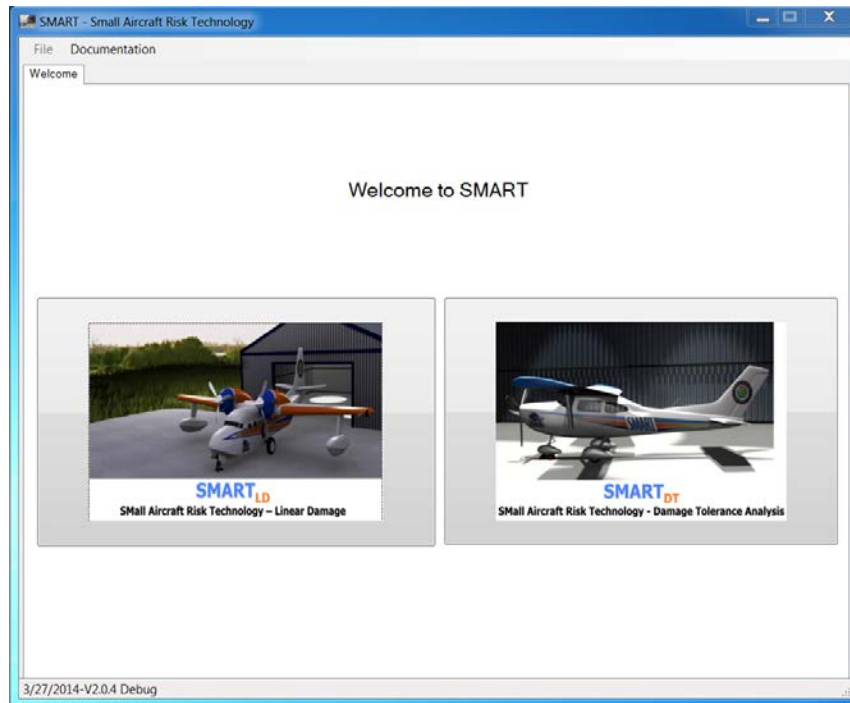 SMART - Small Aircraft Risk Technology
File Documentation
Welcome
Welcome to SMART
SMART
SMARTLD
SMall Aircraft Risk Technology – Linear Damage
SMARTDT
SMall Aircraft Risk Technology - Damage Tolerance Analysis
3/27/2014-V2.0.4 Debug